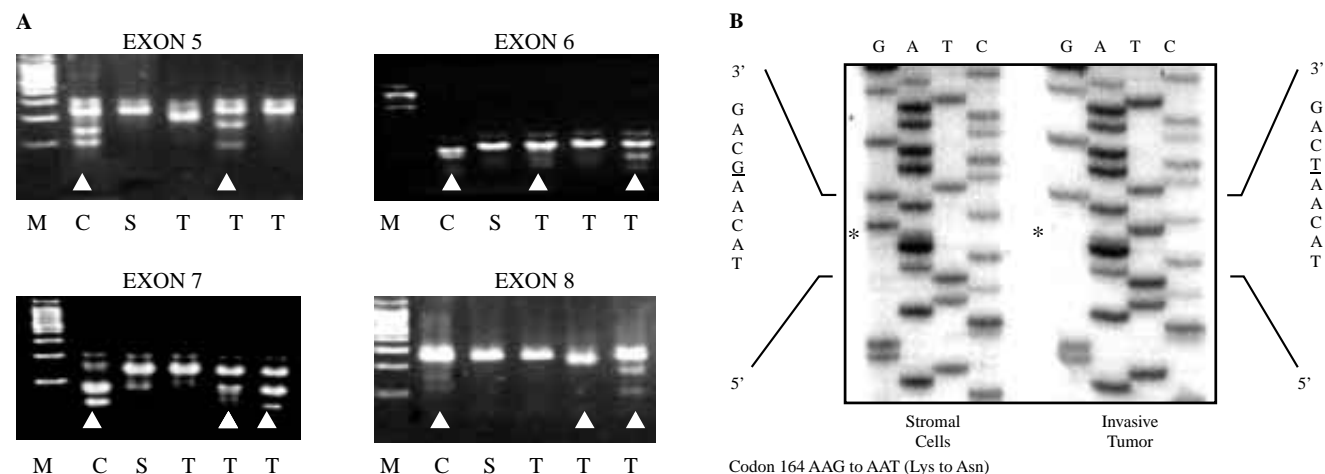 A
EXON 5
M C S T T T
EXON 6
M C S T T T
EXON 7
M C S T T T
EXON 8
M C S T T T
B
G A T C
G A T C
3’
G
A
C
G
A
A
C
A
T
5’
*
*
3’
G
A
C
T
A
A
C
A
T
5’
Stromal
Cells
Invasive
Tumor
Codon 164 AAG to AAT (Lys to Asn)